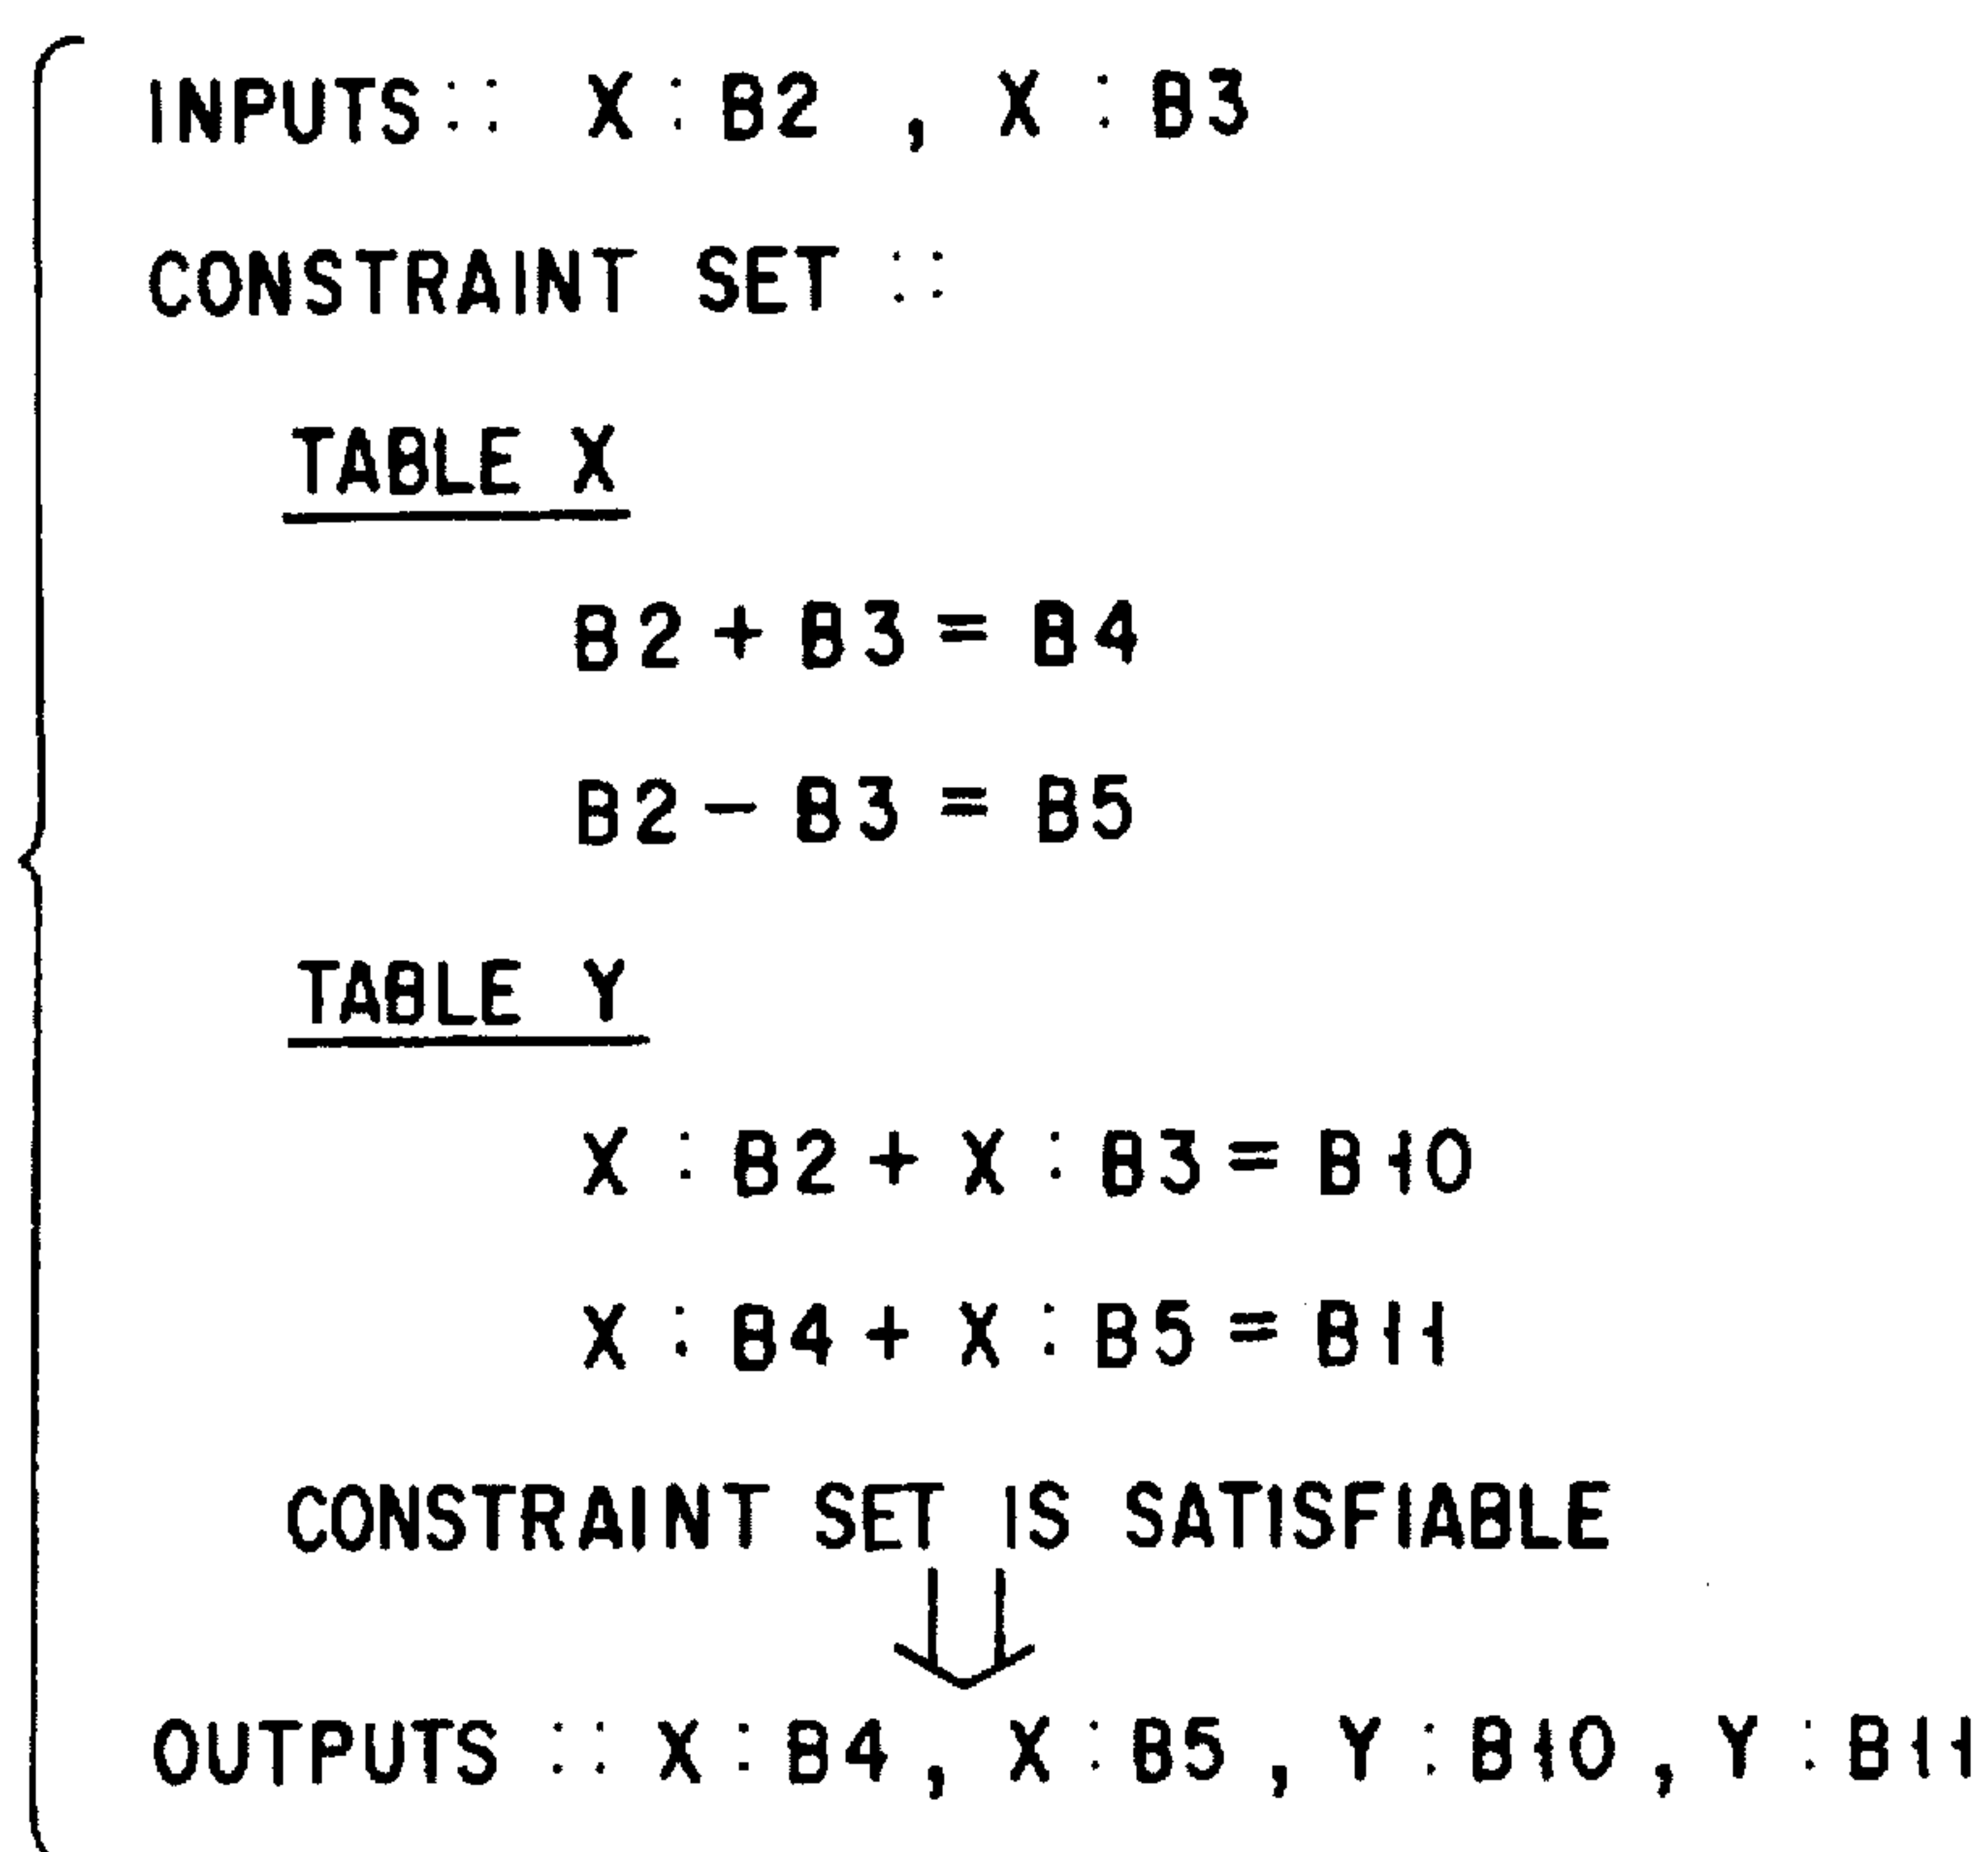 INPUTS:: X:B2 , X:B3
CONSTRAINT SET ::
TABLE X
B2+B3=B4
B2-B3=B5
TABLE Y
X:B2+X:B3=B10
X:B4+X:B5=B11
CONSTRAINT SET IS SATISFIABLE
OUTPUTS::X:B4, X:B5, Y:B10, Y:B11